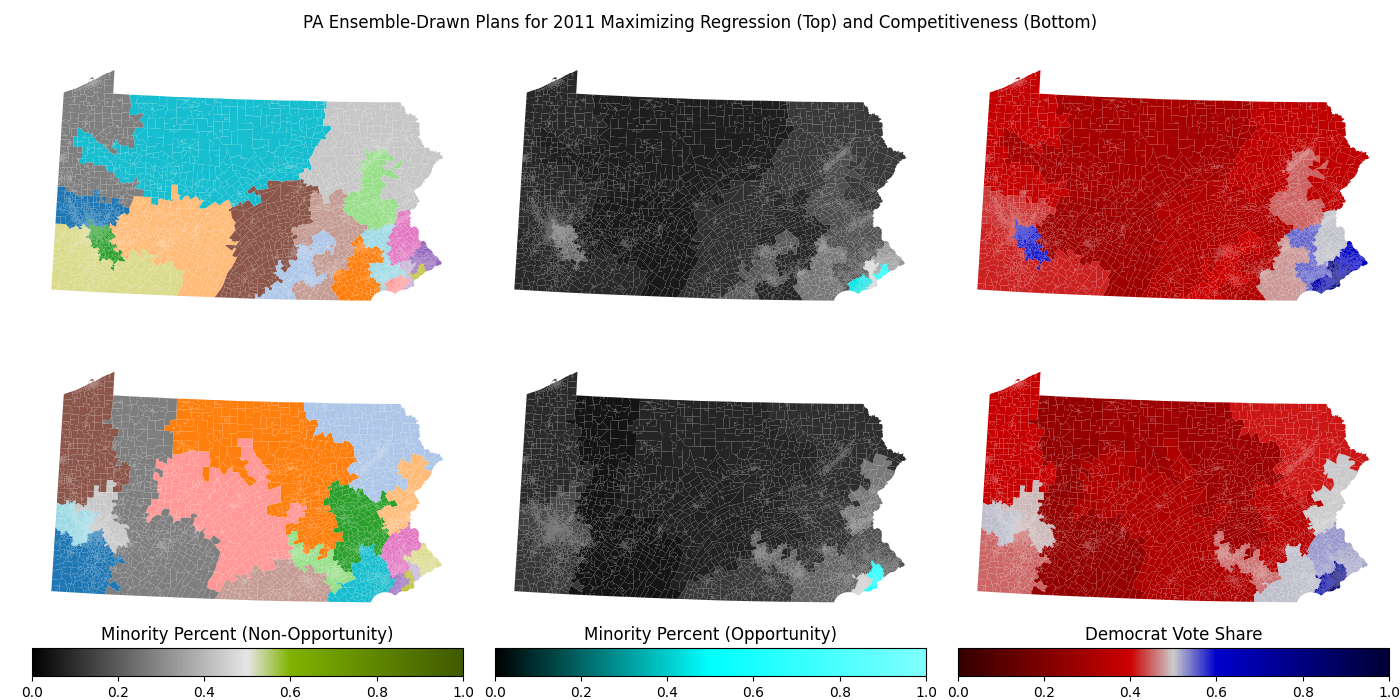 PA Ensemble-Drawn Plans for 2011 Maximizing Regression (Top) and Competitiveness (Bottom)
Minority Percent (Non-Opportunity)
0.0 0.2 0.4 0.6 0.8 1.0
Minority Percent (Opportunity)
0.0 0.2 0.4 0.6 0.8 1.0
Democrat Vote Share
0.0 0.2 0.4 0.6 0.8 1.0